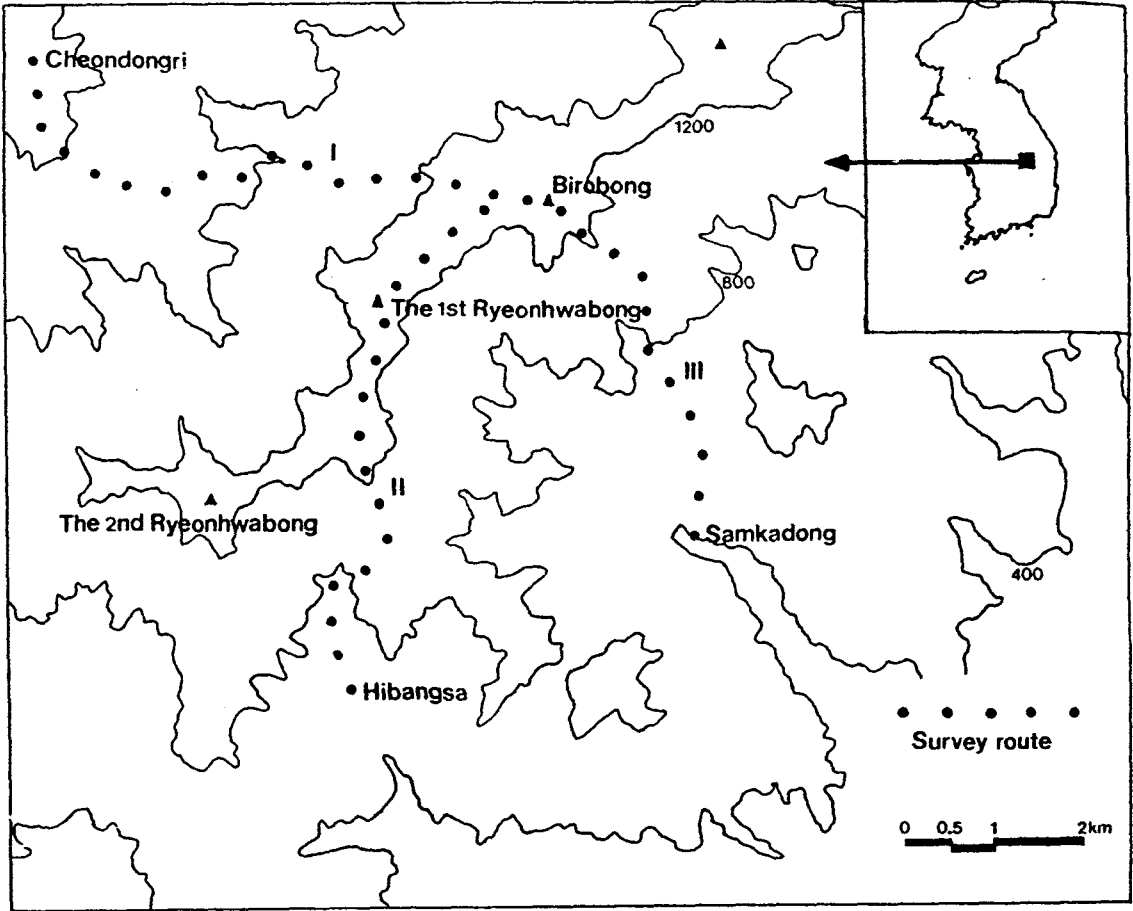 Cheondongri
I
1200
Birobong
800
The 1st Ryeonhwabong
III
II
The 2nd Ryeonhwabong
Samkadong
400
Hibangsa
Survey route
0 0.5 1 2km